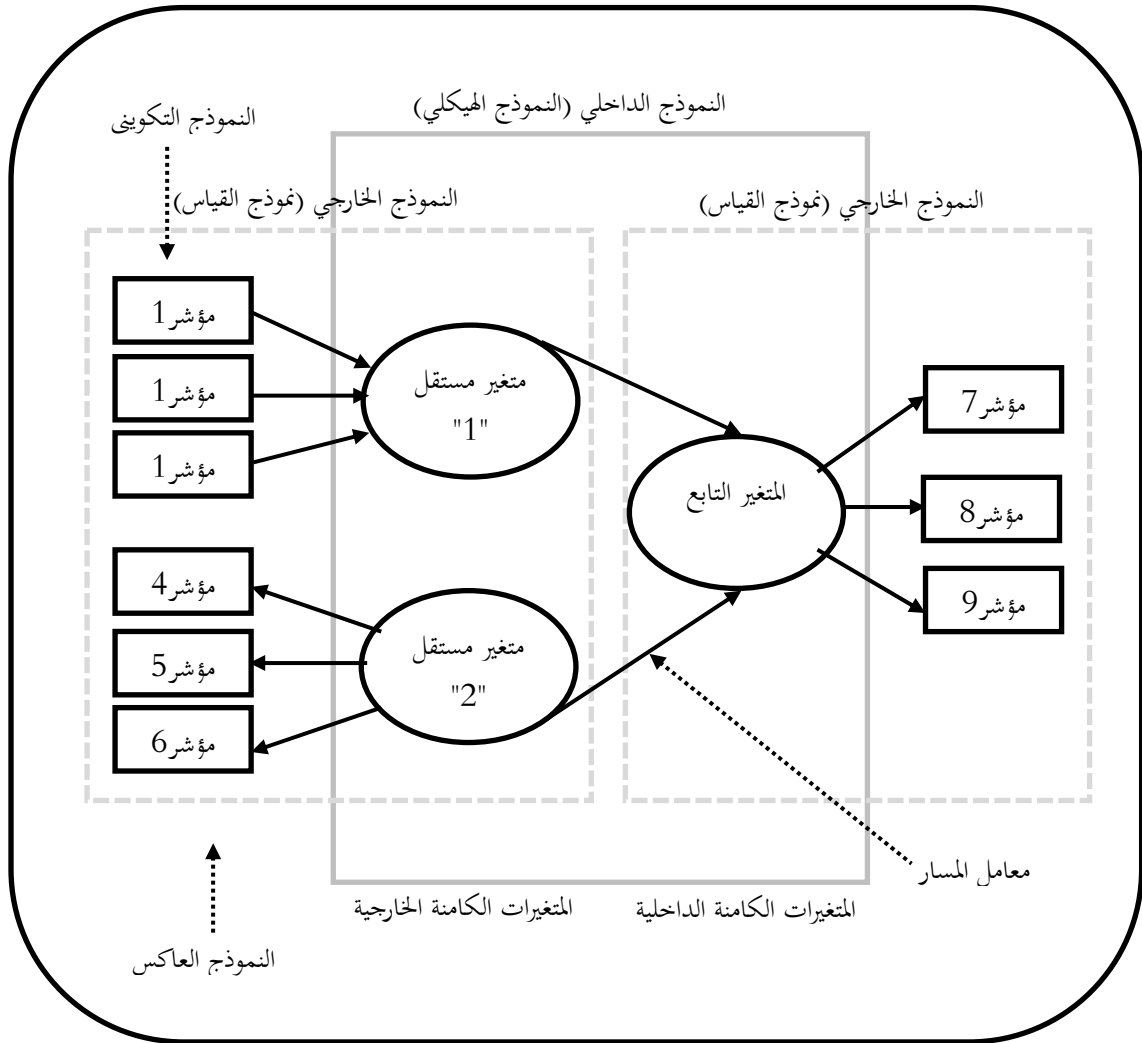 النموذج الداخلي (النموذج الهيكلي)
النموذج التكوينى
النموذج الخارجي (نموذج القياس)
النموذج الخارجي (نموذج القياس)
مؤشر1
مؤشر1
مؤشر1
متغير مستقل
"1"
مؤشر7
المتغير التابع
مؤشر8
مؤشر9
مؤشر4
مؤشر5
مؤشر6
متغير مستقل
"2"
معامل المسار
المتغيرات الكامنة الداخلية
المتغيرات الكامنة الخارجية
النموذج العاكس